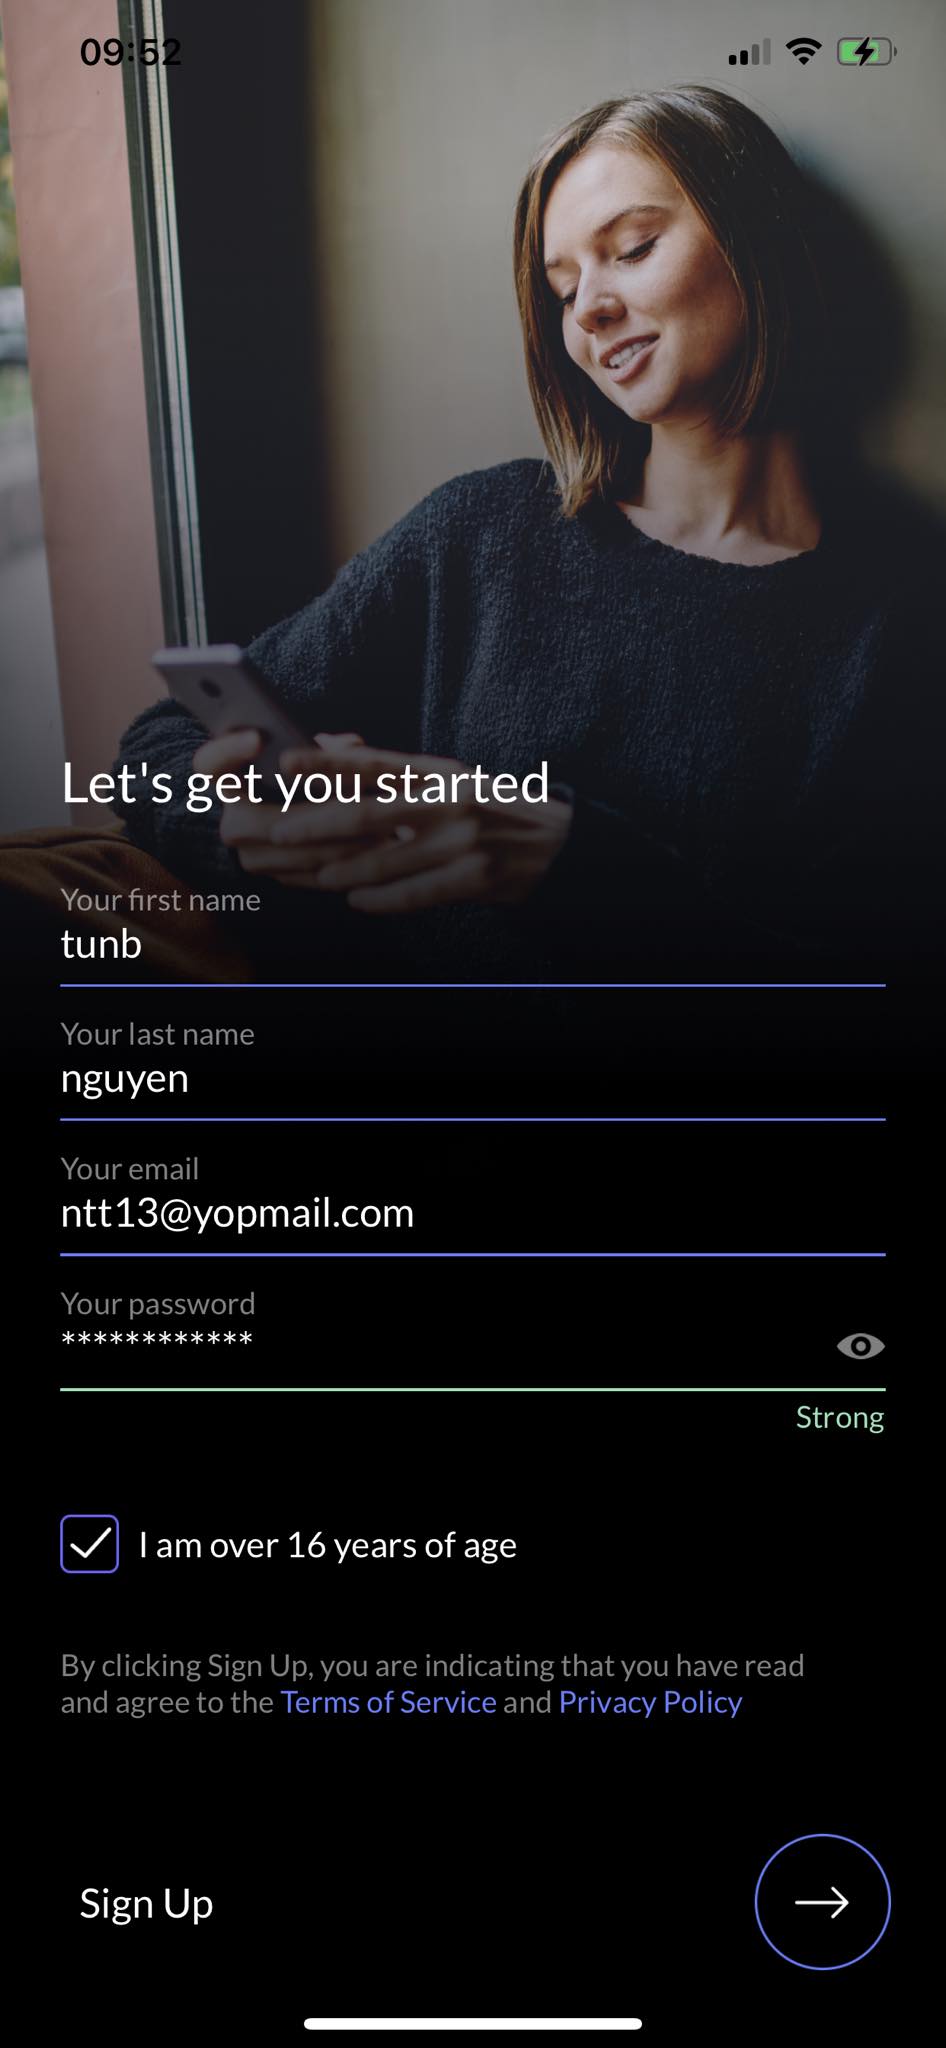 09:52
Let's get you started
Your first name
tunb
Your last name
nguyen
Your email
ntt13@yopmail.com
Your password
************
Strong
I am over 16 years of age
By clicking Sign Up, you are indicating that you have read
and agree to the Terms of Service and Privacy Policy
Sign Up